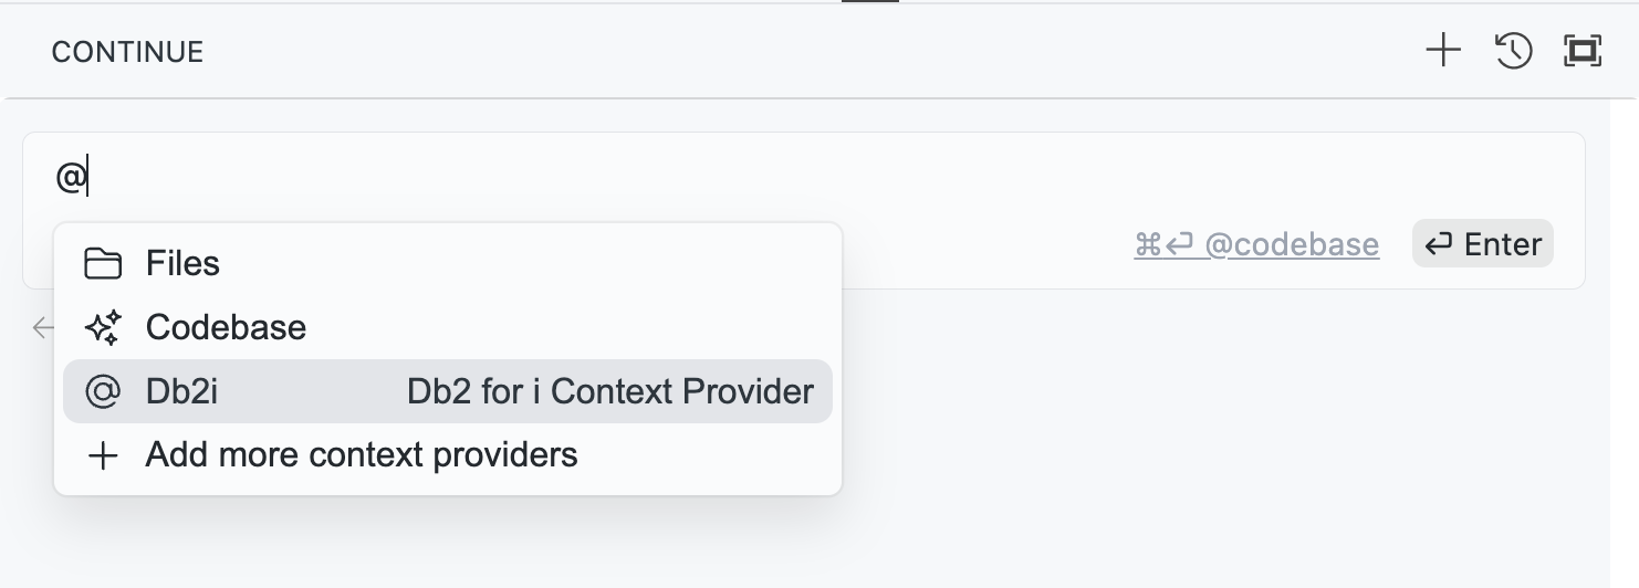 CONTINUE
@
⌘⏎ @codebase ⏎ Enter
Files
Codebase
@ Db2i Db2 for i Context Provider
+ Add more context providers